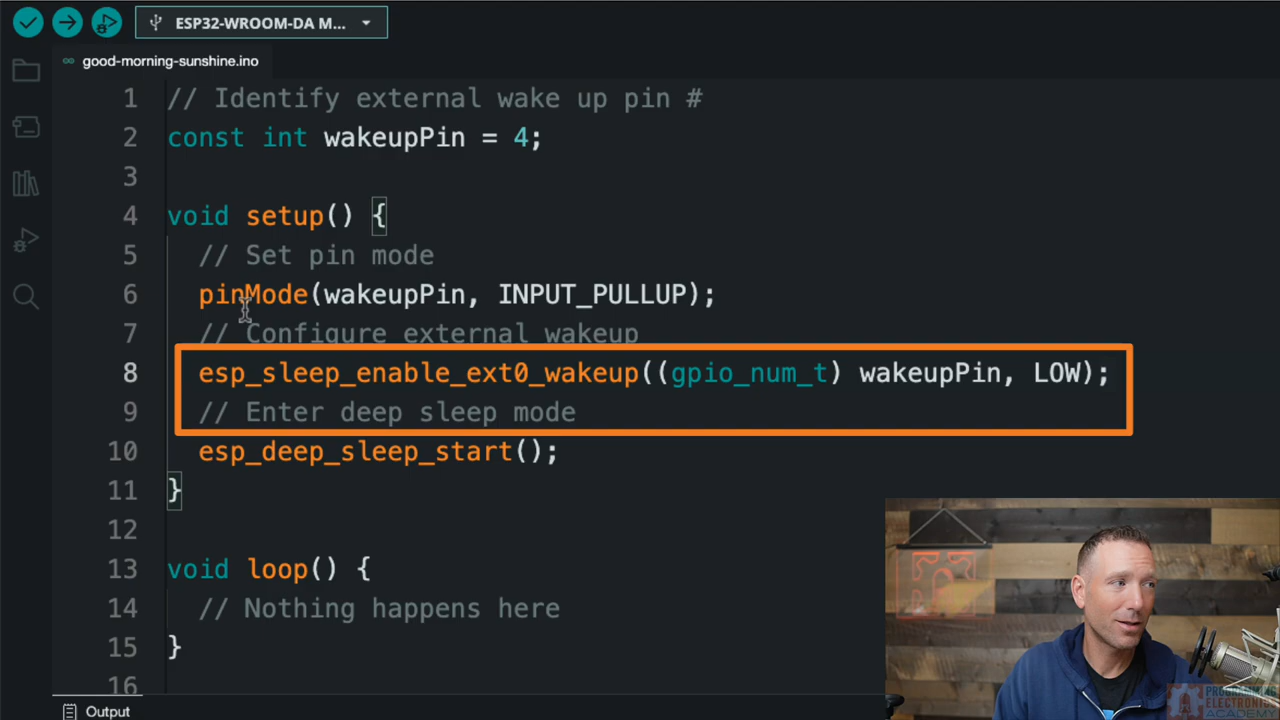 ESP32-WROOM-DA M...
good-morning-sunshine.ino
1 // Identify external wake up pin #
2 const int wakeupPin = 4;
3
4 void setup() {
5 // Set pin mode
6 pinMode(wakeupPin, INPUT_PULLUP);
7 // Configure external wakeup
8 esp_sleep_enable_ext0_wakeup((gpio_num_t) wakeupPin, LOW);
9 // Enter deep sleep mode
10 esp_deep_sleep_start();
11 }
12
13 void loop() {
14 // Nothing happens here
15 }
16
Output
PROGRAMMING
ELECTRONICS
ACADEMY